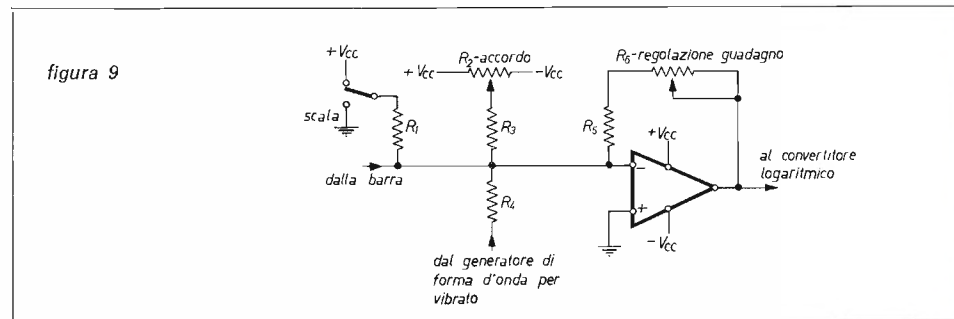 figura 9
+Vcc
scala
R1
R2-accordo
+Vcc
-Vcc
R3
R6-regolazione guadagno
R5
+Vcc
-
+
-Vcc
dalla barra
R4
al convertitore
logaritmico
dal generatore di
forma d'onda per
vibrato